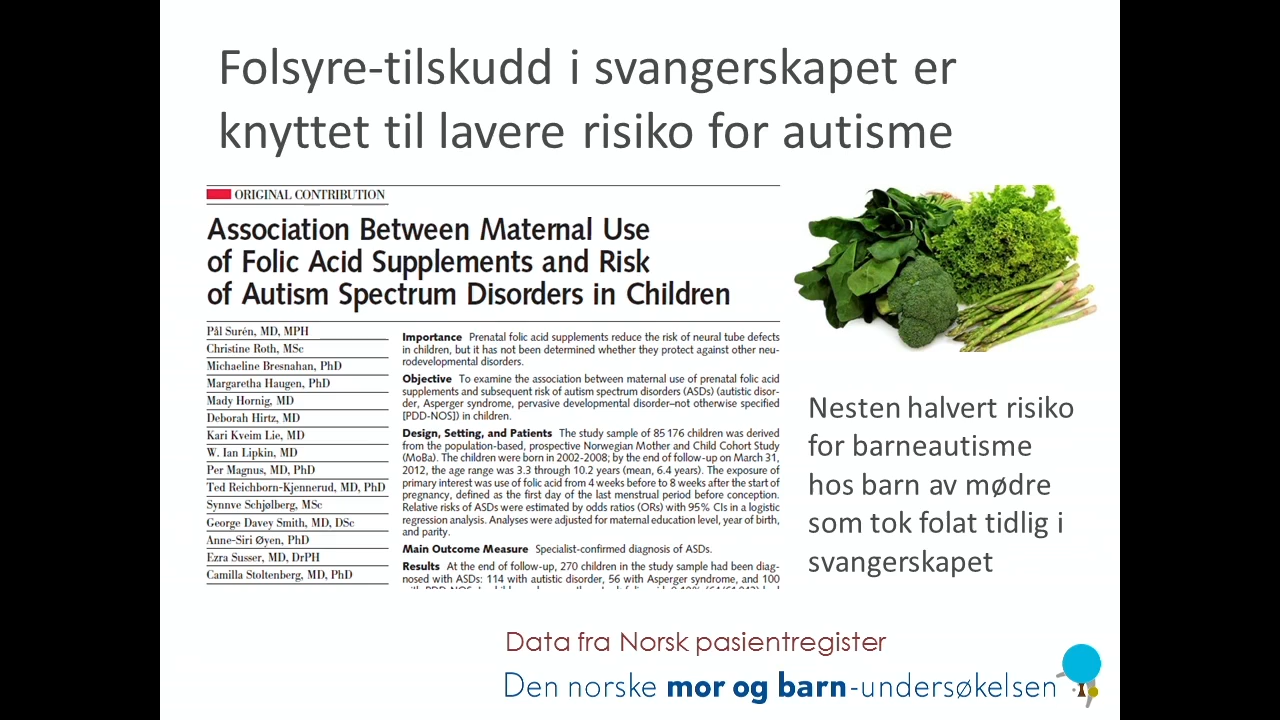 Folsyre-tilskudd i svangerskapet er
knyttet til lavere risiko for autisme
ORIGINAL CONTRIBUTION
Association Between Maternal Use
of Folic Acid Supplements and Risk
of Autism Spectrum Disorders in Children
Pål Surén, MD, MPH
Christine Roth, MSc
Michaeline Bresnahan, PhD
Margaretha Haugen, PhD
Mady Hornig, MD
Deborah Hirtz, MD
Kari Kveim Lie, MD
W. Ian Lipkin, MD
Per Magnus, MD, PhD
Ted Reichborn-Kjennerud, MD, PhD
Synnve Schjølberg, MSc
George Davey Smith, MD, DSc
Anne-Siri Øyen, PhD
Ezra Susser, MD, DrPH
Camilla Stoltenberg, MD, PhD
Importance Prenatal folic acid supplements reduce the risk of neural tube defects
in children, but it has not been determined whether they protect against other neu-
rodevelopmental disorders.
Objective To examine the association between maternal use of prenatal folic acid
supplements and subsequent risk of autism spectrum disorders (ASDs) (autistic disor-
der, Asperger syndrome, pervasive developmental disorder–not otherwise specified
[PDD-NOS]) in children.
Design, Setting, and Patients The study sample of 85 176 children was derived
from the population-based, prospective Norwegian Mother and Child Cohort Study
(MoBa). The children were born in 2002-2008; by the end of follow-up on March 31,
2012, the age range was 3.3 through 10.2 years (mean, 6.4 years). The exposure of
primary interest was use of folic acid from 4 weeks before to 8 weeks after the start of
pregnancy, defined as the first day of the last menstrual period before conception.
Relative risks of ASDs were estimated by odds ratios (ORs) with 95% CIs in a logistic
regression analysis. Analyses were adjusted for maternal education level, year of birth,
and parity.
Main Outcome Measure Specialist-confirmed diagnosis of ASDs.
Results At the end of follow-up, 270 children in the study sample had been diag-
nosed with ASDs: 114 with autistic disorder, 56 with Asperger syndrome, and 100
Nesten halvert risiko
for barneautisme
hos barn av mødre
som tok folat tidlig i
svangerskapet
Data fra Norsk pasientregister
Den norske mor og barn-undersøkelsen